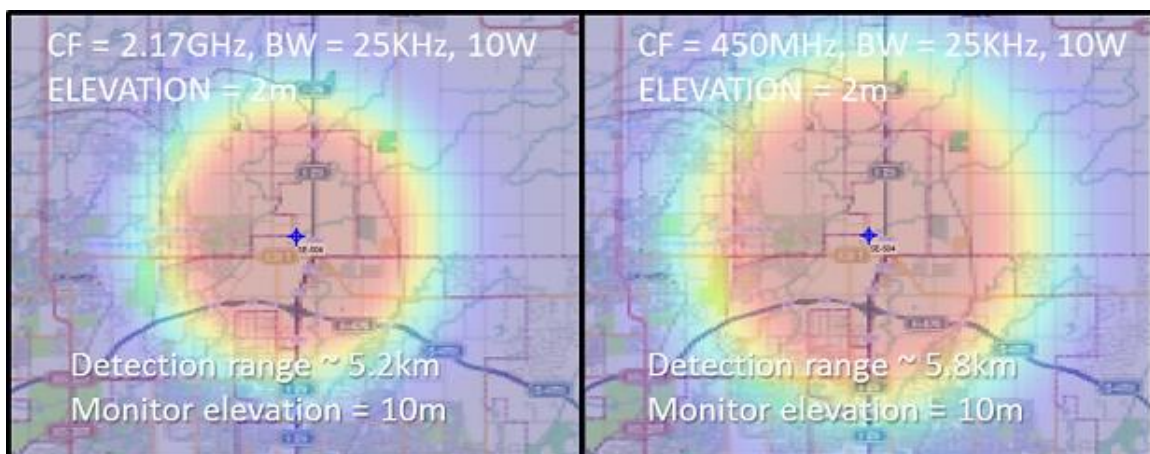 CF = 2.17GHz, BW = 25KHz, 10W
ELEVATION = 2m
Detection range ~ 5.2km
Monitor elevation = 10m
CF = 450MHz, BW = 25KHz, 10W
ELEVATION = 2m
Detection range ~ 5.8km
Monitor elevation = 10m